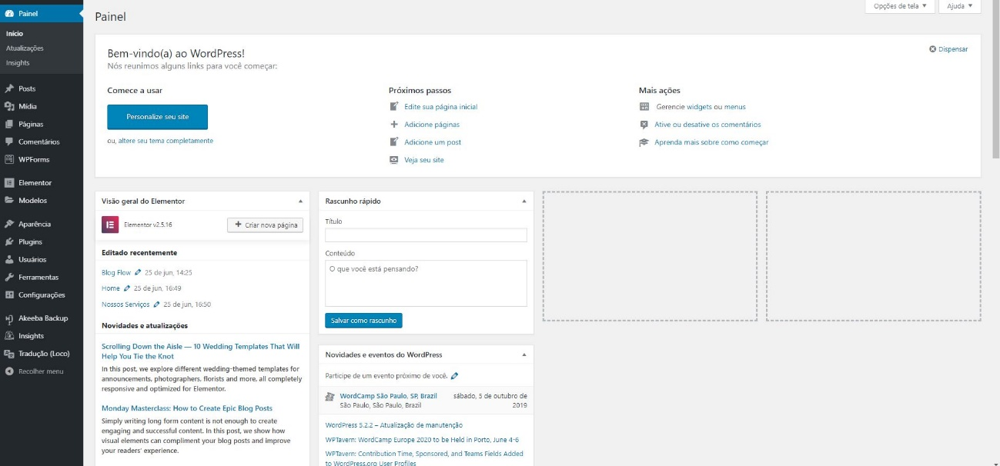 Painel
Início
Atualizações
Insights
Posts
Mídia
Páginas
Comentários
WPForms
Elementor
Modelos
Aparência
Plugins
Usuários
Ferramentas
Configurações
Akeeba Backup
Insights
Tradução (Loco)
Recolher menu
Painel
Opções de tela
Ajuda
Bem-vindo(a) ao WordPress!
Dispensar
Nós reunimos alguns links para você começar:
Comece a usar
Personalize seu site
ou, altere seu tema completamente
Próximos passos
Edite sua página inicial
Adicione páginas
Adicione um post
Veja seu site
Mais ações
Gerencie widgets ou menus
Ative ou desative os comentários
Aprenda mais sobre como começar
Visão geral do Elementor
Elementor v2.5.16
Criar nova página
Editado recentemente
Blog Flow 25 de jun, 14:25
Home 25 de jun, 16:49
Nossos Serviços 25 de jun, 16:50
Novidades e atualizações
Scrolling Down the Aisle — 10 Wedding Templates That Will
Help You Tie the Knot
In this post, we explore different wedding-themed templates for
announcements, photographers, florists and more, all completely
responsive and optimized for Elementor.
Monday Masterclass: How to Create Epic Blog Posts
Simply writing long form content is not enough to create
engaging and successful content. In this post, we show how
visual elements can compliment your blog posts and improve
your readers' experience.
Rascunho rápido
Título
Conteúdo
O que você está pensando?
Salvar como rascunho
Novidades e eventos do WordPress
Participe de um evento próximo de você.
WordCamp São Paulo, SP, Brazil
São Paulo, São Paulo, Brazil
sábado, 5 de outubro de
2019
WordPress 5.2.2 – Atualização de manutenção
WPTavern: WordCamp Europe 2020 to be Held in Porto, June 4-6
WPTavern: Contribution Time, Sponsored, and Teams Fields Added
to WordPress.org User Profiles